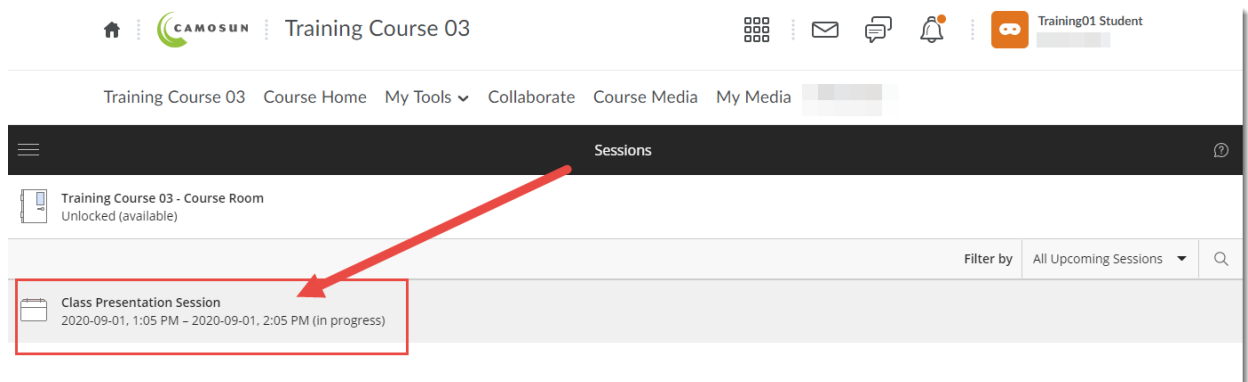 CAMOSUN
Training Course 03
Training01 Student
Training Course 03 Course Home My Tools Collaborate Course Media My Media
Sessions
Training Course 03 - Course Room
Unlocked (available)
Filter by All Upcoming Sessions
Class Presentation Session
2020-09-01, 1:05 PM – 2020-09-01, 2:05 PM (in progress)